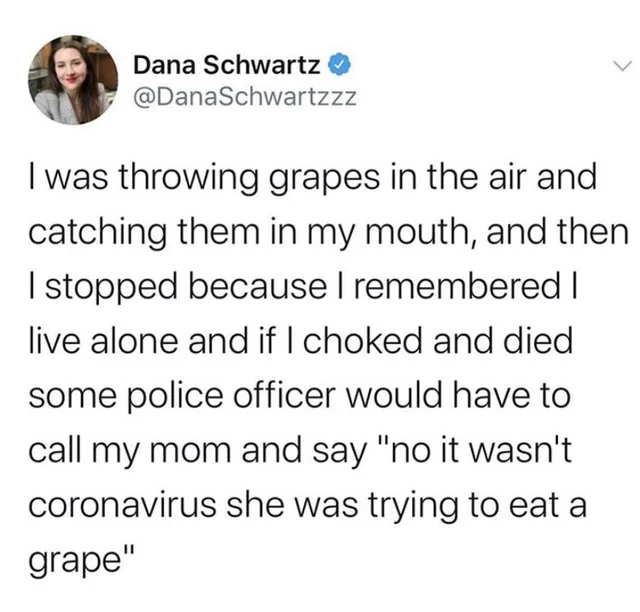 Dana Schwartz
@DanaSchwartzzz
I was throwing grapes in the air and
catching them in my mouth, and then
I stopped because I remembered I
live alone and if I choked and died
some police officer would have to
call my mom and say "no it wasn't
coronavirus she was trying to eat a
grape"